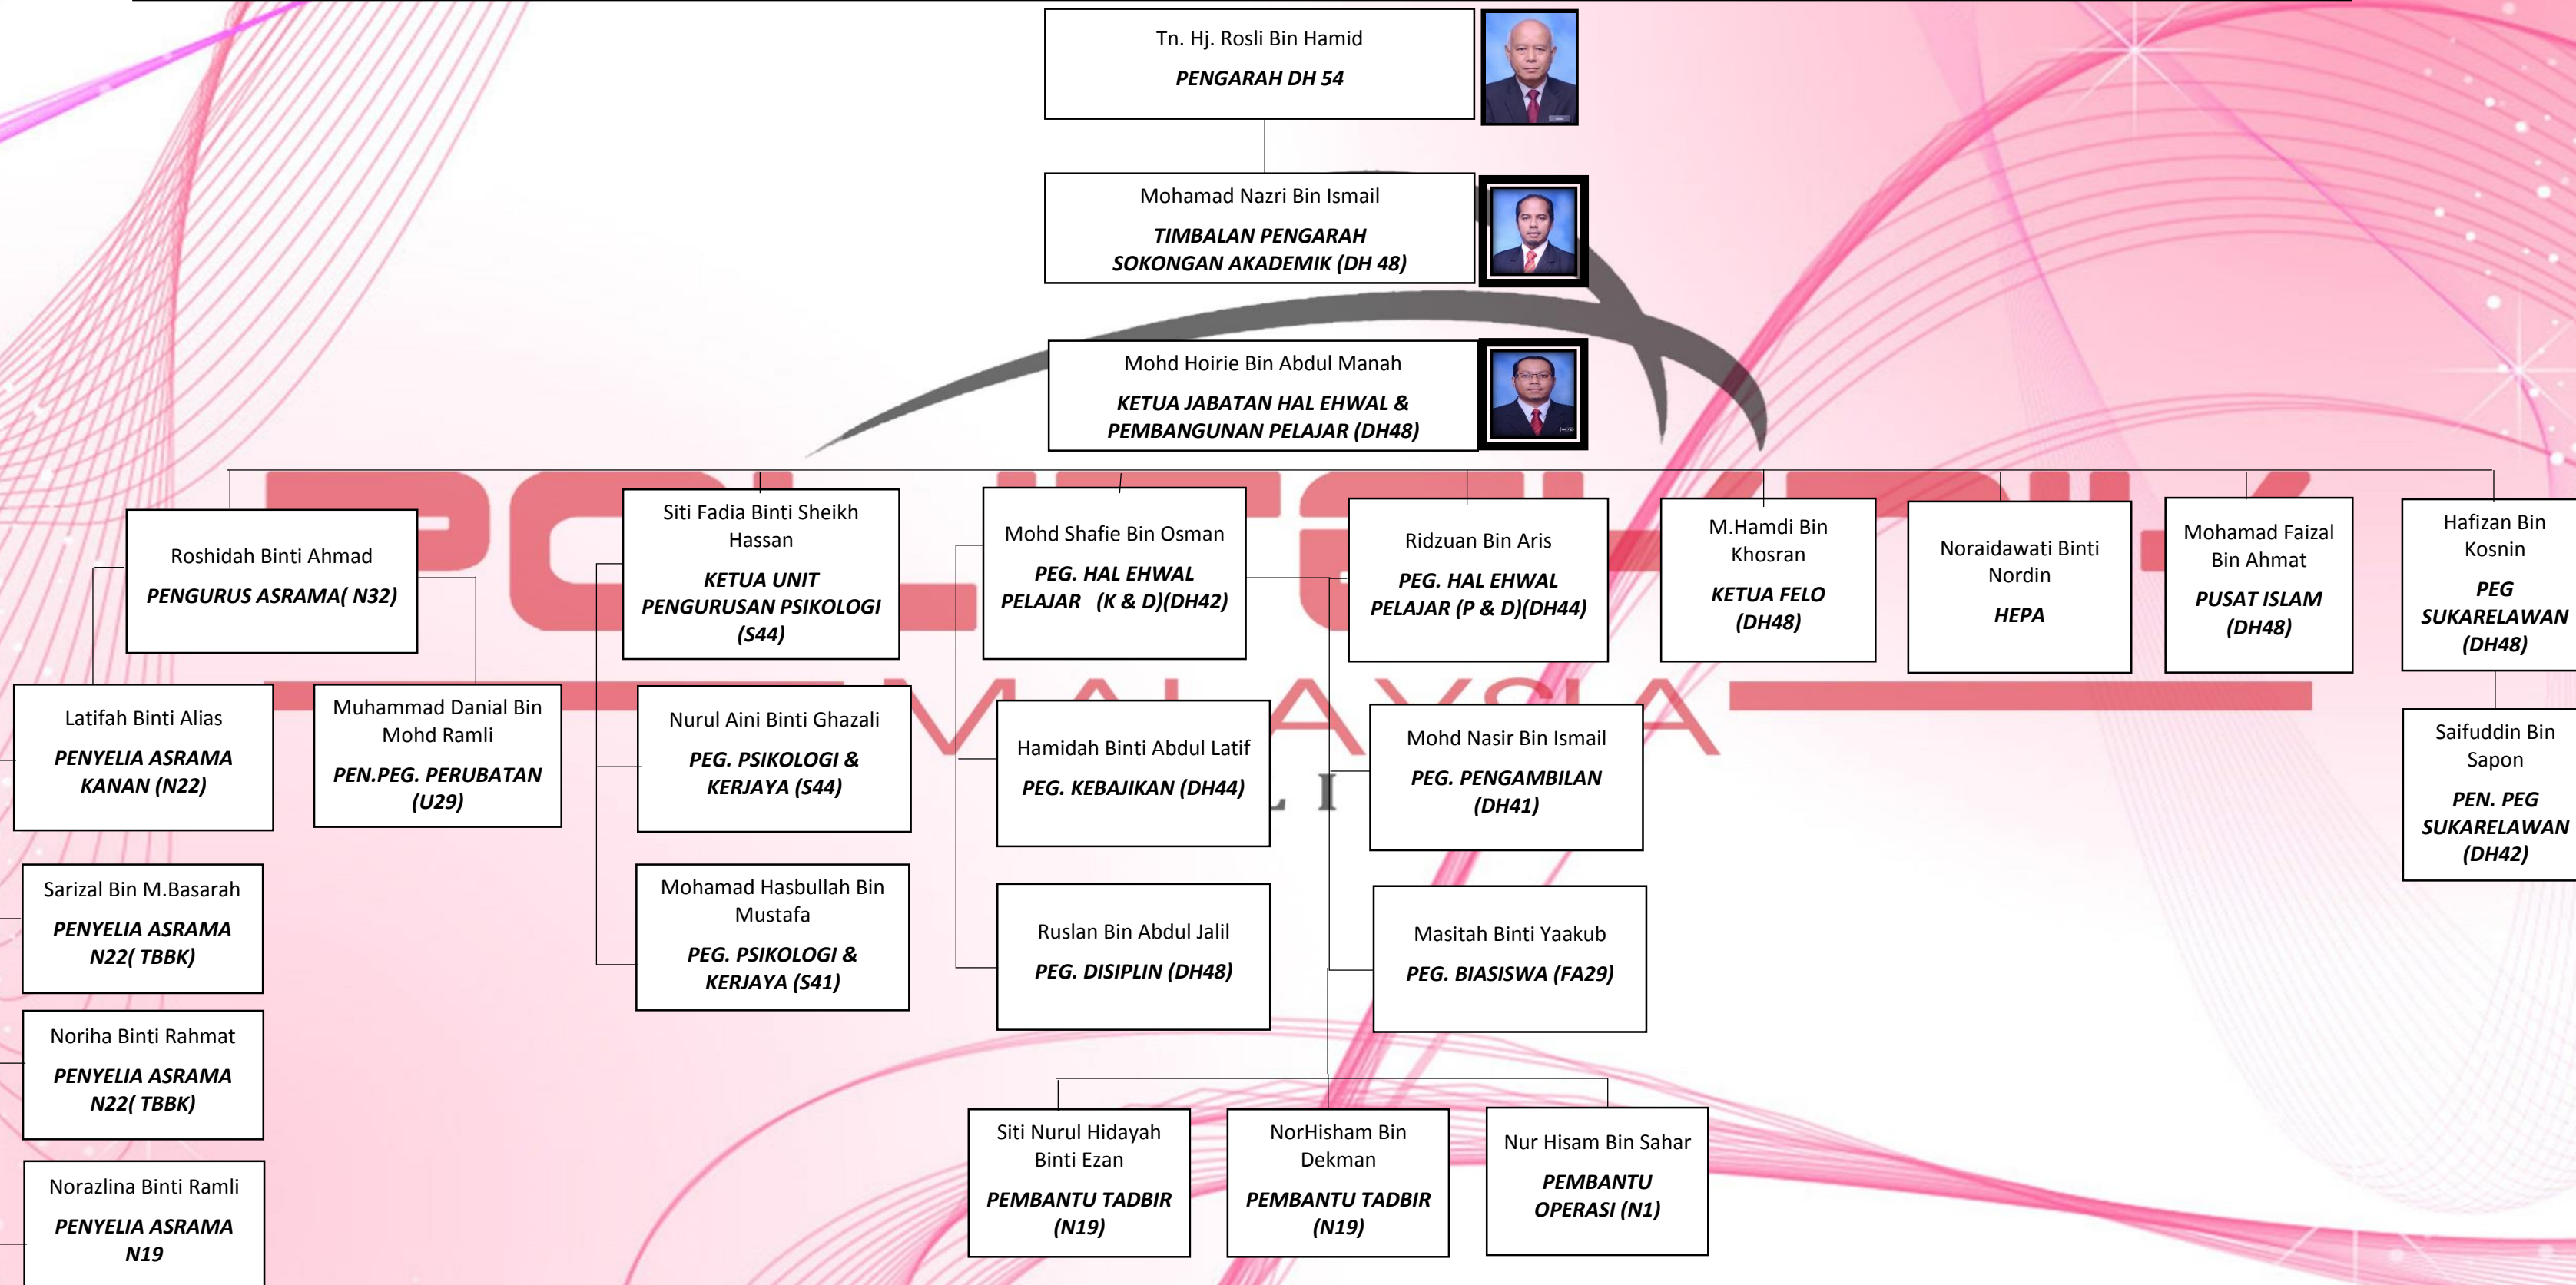 Tn. Hj. Rosli Bin Hamid
PENGARAH DH 54
Mohamad Nazri Bin Ismail
TIMBALAN PENGARAH
SOKONGAN AKADEMIK (DH 48)
Mohd Hoirie Bin Abdul Manah
KETUA JABATAN HAL EHWAL &
PEMBANGUNAN PELAJAR (DH48)
Roshidah Binti Ahmad
PENGURUS ASRAMA( N32)
Siti Fadia Binti Sheikh
Hassan
KETUA UNIT
PENGURUSAN PSIKOLOGI
(S44)
Mohd Shafie Bin Osman
PEG. HAL EHWAL
PELAJAR (K & D)(DH42)
Ridzuan Bin Aris
PEG. HAL EHWAL
PELAJAR (P & D)(DH44)
M.Hamdi Bin
Khosran
KETUA FELO
(DH48)
Noraidawati Binti
Nordin
HEPA
Mohamad Faizal
Bin Ahmat
PUSAT ISLAM
(DH48)
Hafizan Bin
Kosnin
PEG
SUKARELAWAN
(DH48)
Latifah Binti Alias
PENYELIA ASRAMA
KANAN (N22)
Muhammad Danial Bin
Mohd Ramli
PEN.PEG. PERUBATAN
(U29)
Nurul Aini Binti Ghazali
PEG. PSIKOLOGI &
KERJAYA (S44)
Hamidah Binti Abdul Latif
PEG. KEBAJIKAN (DH44)
Mohd Nasir Bin Ismail
PEG. PENGAMBILAN
(DH41)
Saifuddin Bin
Sapon
PEN. PEG
SUKARELAWAN
(DH42)
Sarizal Bin M.Basarah
PENYELIA ASRAMA
N22( TBBK)
Mohamad Hasbullah Bin
Mustafa
PEG. PSIKOLOGI &
KERJAYA (S41)
Ruslan Bin Abdul Jalil
PEG. DISIPLIN (DH48)
Masitah Binti Yaakub
PEG. BIASISWA (FA29)
Noriha Binti Rahmat
PENYELIA ASRAMA
N22( TBBK)
Norazlina Binti Ramli
PENYELIA ASRAMA
N19
Siti Nurul Hidayah
Binti Ezan
PEMBANTU TADBIR
(N19)
NorHisham Bin
Dekman
PEMBANTU TADBIR
(N19)
Nur Hisam Bin Sahar
PEMBANTU
OPERASI (N1)
MALAYSIA